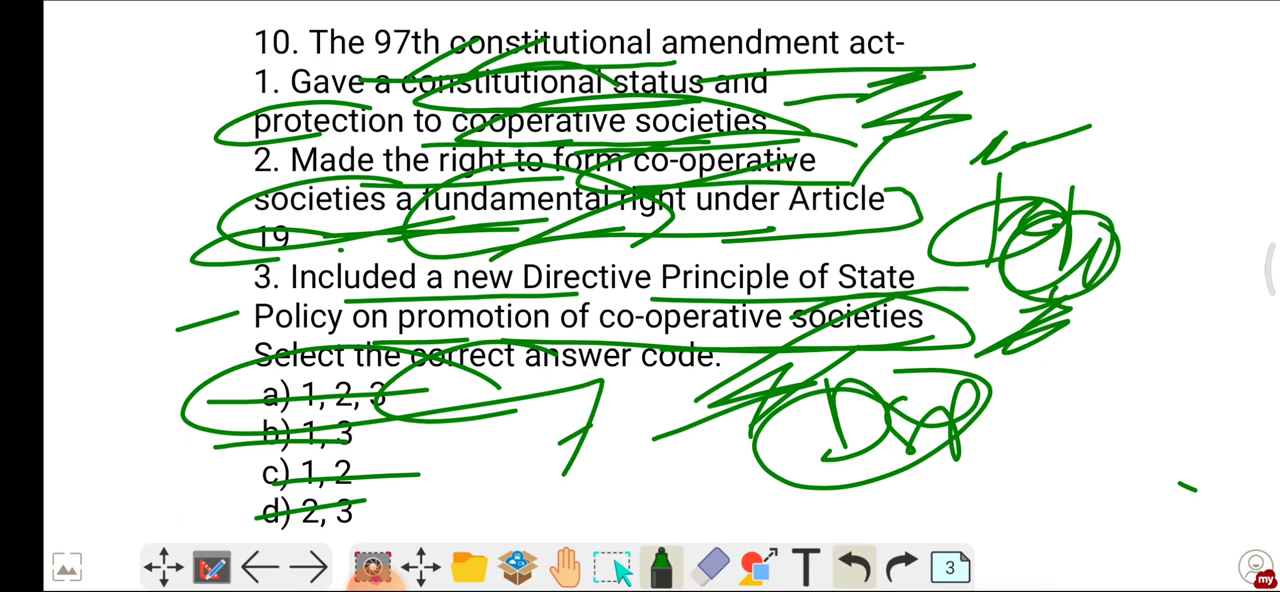 10. The 97th constitutional amendment act-
1. Gave a constitutional status and
protection to cooperative societies
2. Made the right to form co-operative
societies a fundamental right under Article
19
3. Included a new Directive Principle of State
Policy on promotion of co-operative societies
Select the correct answer code.
a) 1, 2, 3
b) 1, 3
c) 1, 2
d) 2, 3
T
3
my